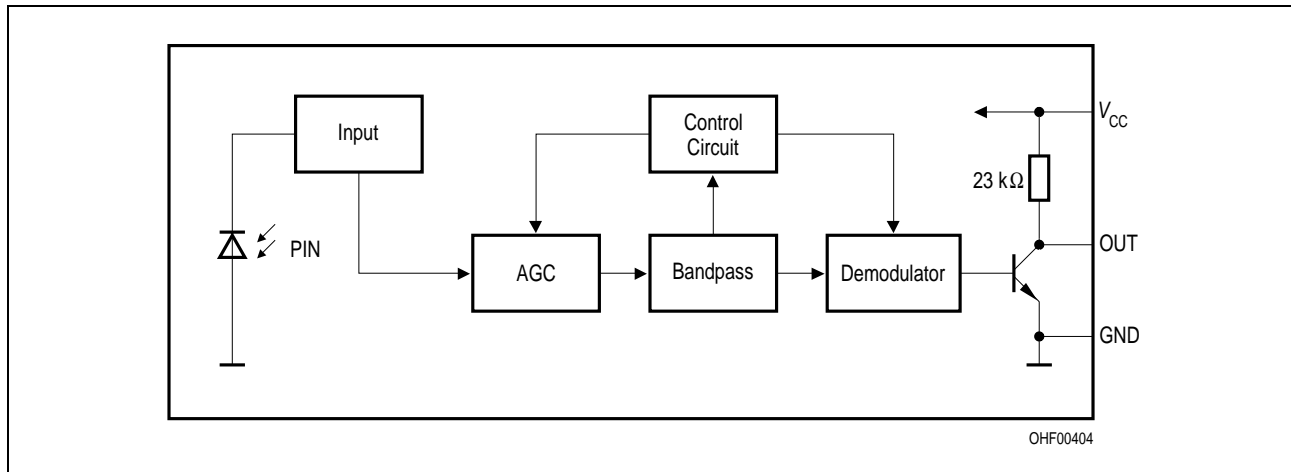 Input
Control
Circuit
VCC
23 kΩ
PIN
AGC
Bandpass
Demodulator
OUT
GND
OHF00404